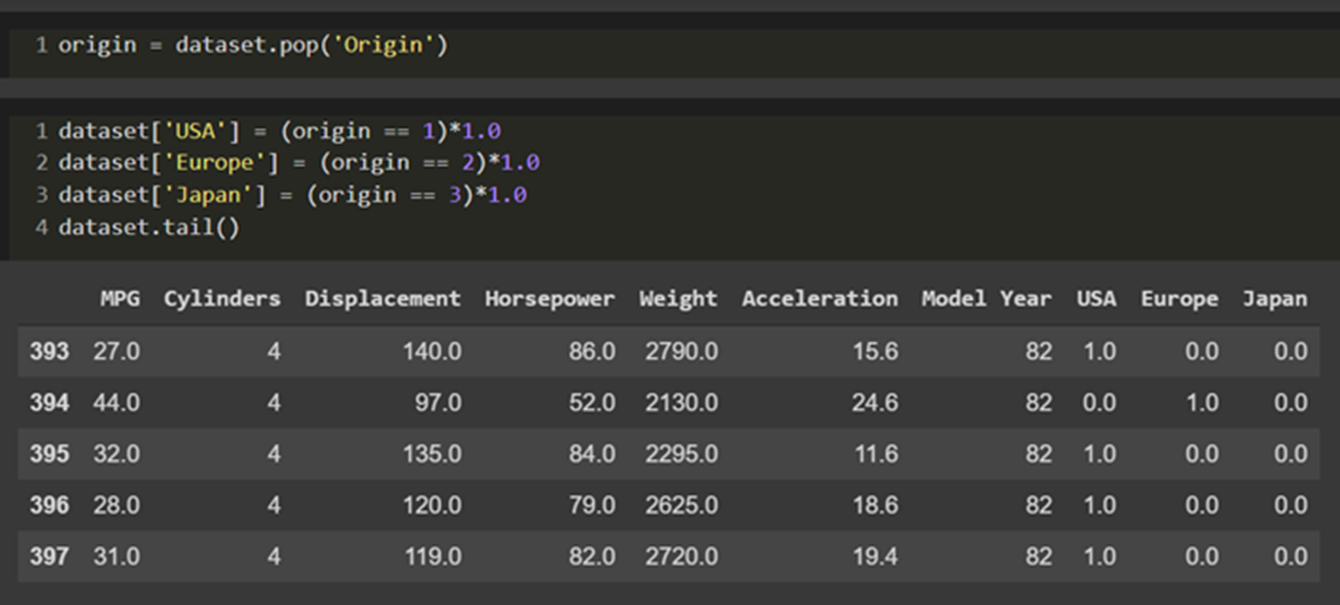 1 origin = dataset.pop('Origin')
1 dataset['USA'] = (origin == 1)*1.0
2 dataset['Europe'] = (origin == 2)*1.0
3 dataset['Japan'] = (origin == 3)*1.0
4 dataset.tail()
MPG Cylinders Displacement Horsepower Weight Acceleration Model Year USA Europe Japan
393 27.0 4 140.0 86.0 2790.0 15.6 82 1.0 0.0 0.0
394 44.0 4 97.0 52.0 2130.0 24.6 82 0.0 1.0 0.0
395 32.0 4 135.0 84.0 2295.0 11.6 82 1.0 0.0 0.0
396 28.0 4 120.0 79.0 2625.0 18.6 82 1.0 0.0 0.0
397 31.0 4 119.0 82.0 2720.0 19.4 82 1.0 0.0 0.0